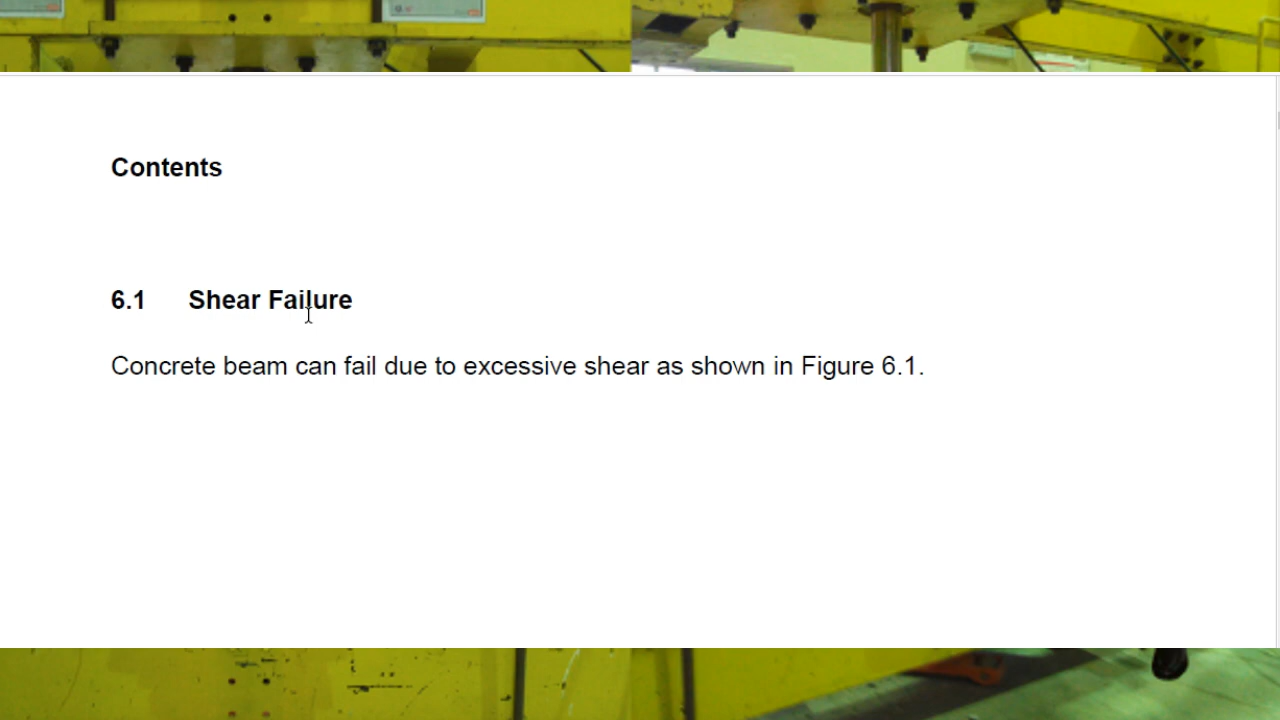 Contents
6.1 Shear Failure
Concrete beam can fail due to excessive shear as shown in Figure 6.1.